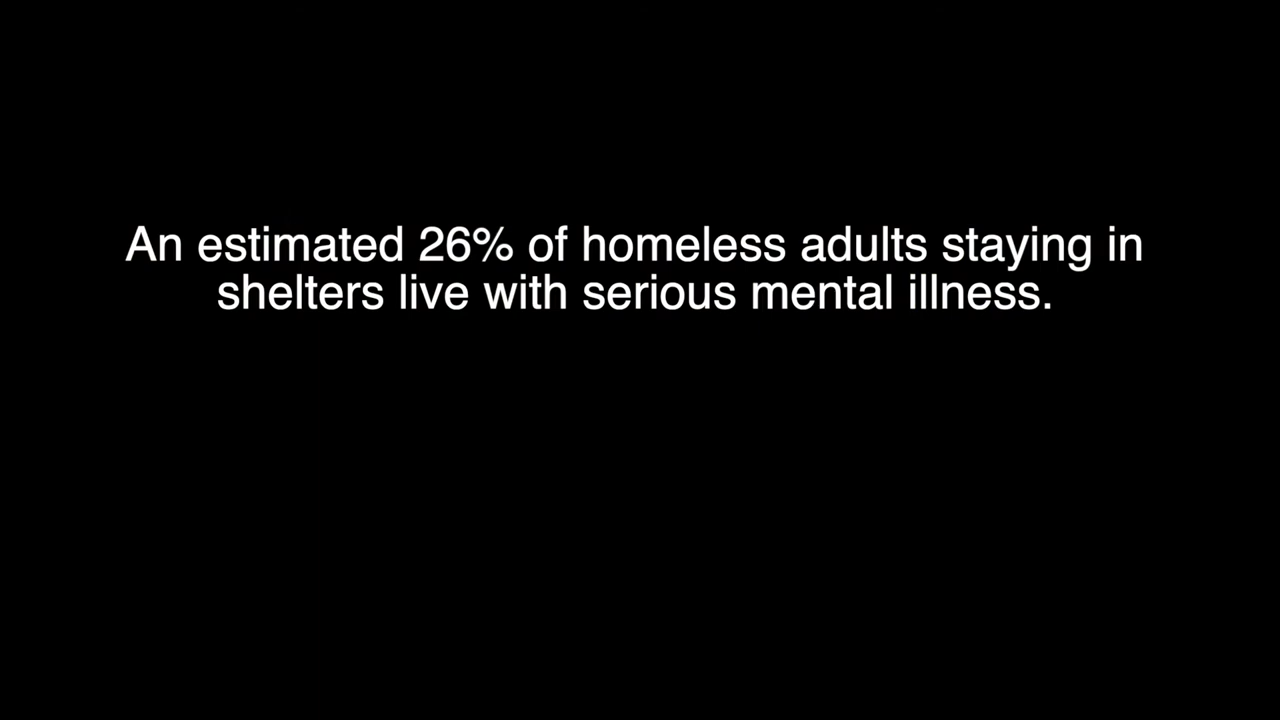 An estimated 26% of homeless adults staying in
shelters live with serious mental illness.